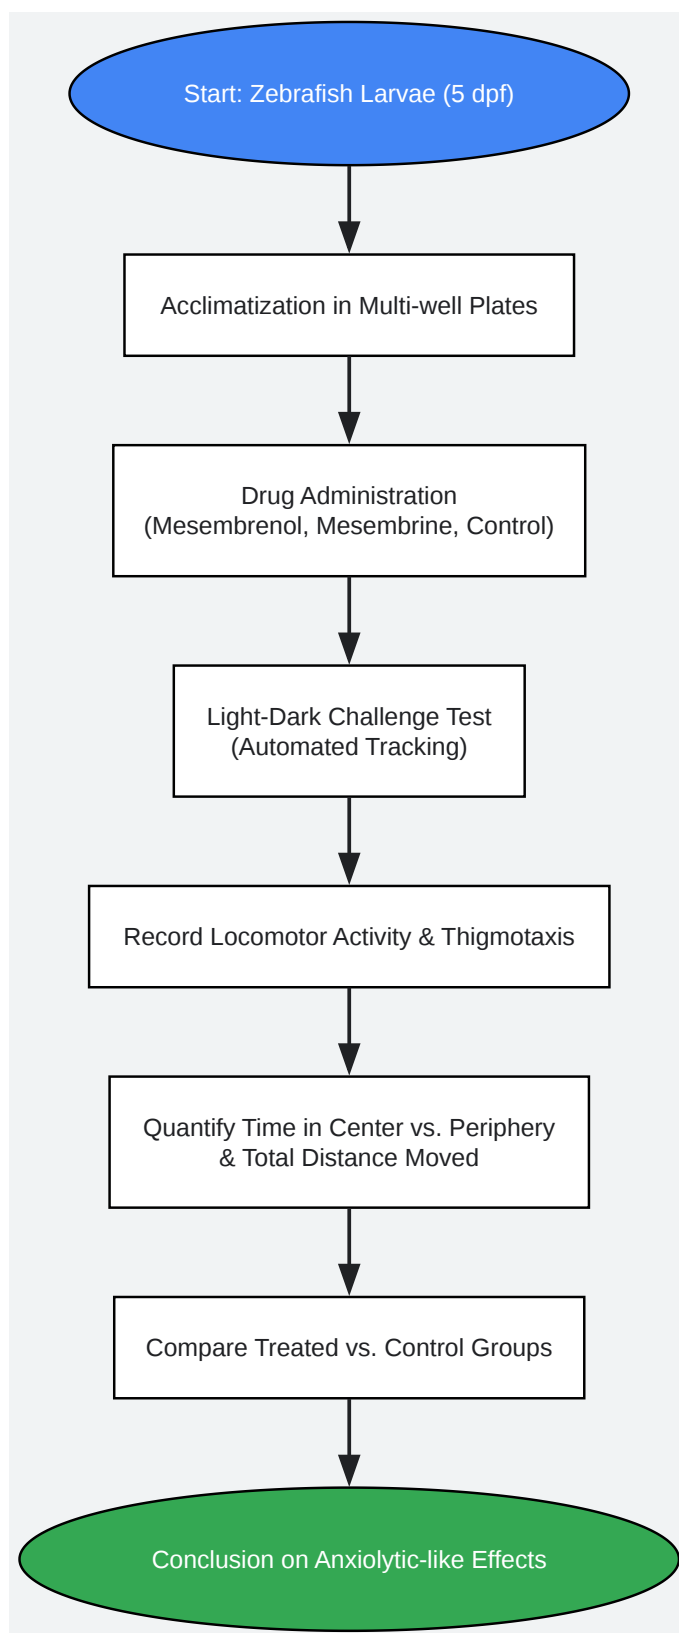 Start: Zebrafish Larvae (5 dpf)
Acclimatization in Multi-well Plates
Drug Administration
(Mesembrenol, Mesembrine, Control)
Light-Dark Challenge Test
(Automated Tracking)
Record Locomotor Activity & Thigmotaxis
Quantify Time in Center vs. Periphery
& Total Distance Moved
Compare Treated vs. Control Groups
Conclusion on Anxiolytic-like Effects